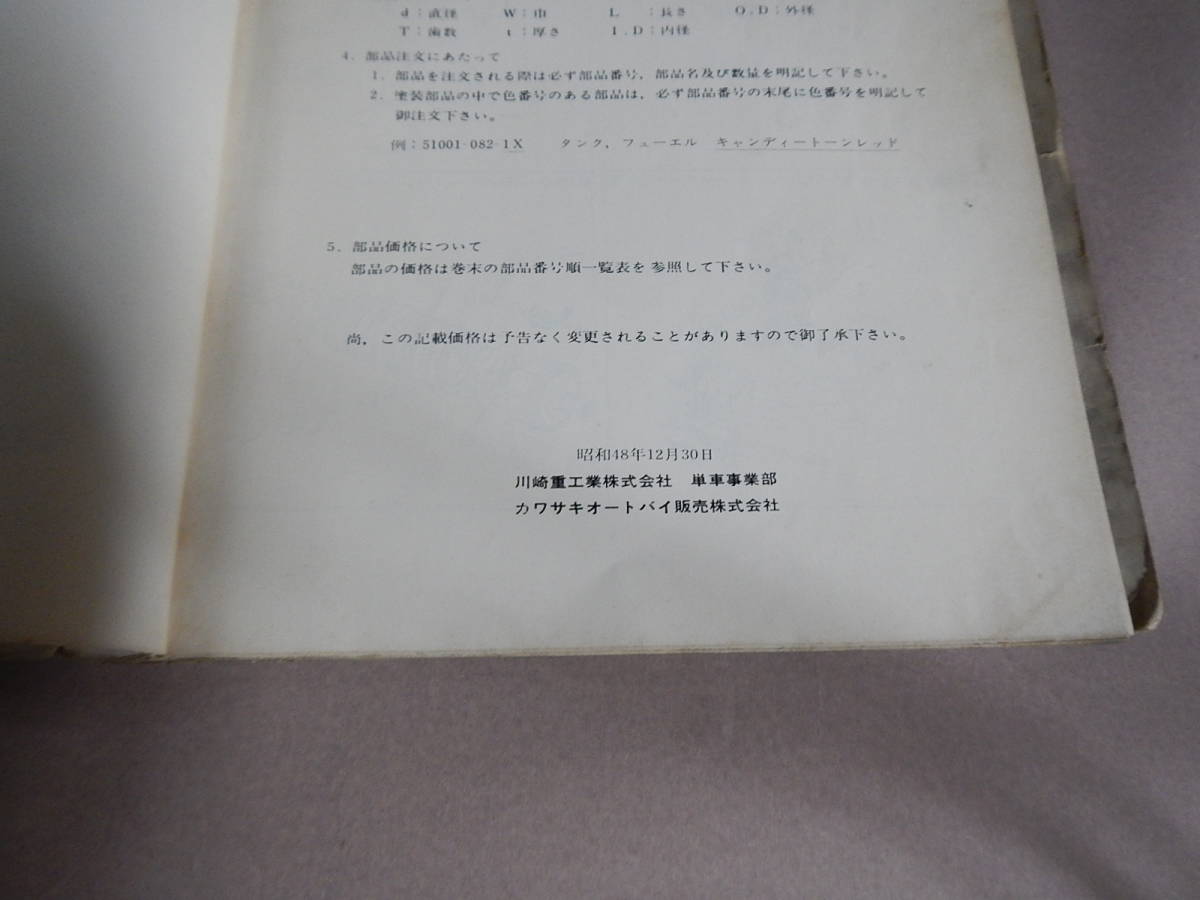 d：直径　W：巾　L：長さ　O.D：外径
T：歯数　t：厚さ　I.D：内径
4．部品注文にあたって
1．部品を注文される際は必ず部品番号，部品名及び数量を明記して下さい。
2．塗装部品の中で色番号のある部品は，必ず部品番号の末尾に色番号を明記して
御注文下さい。
例：51001-082-1X　タンク，フューエル　キャンディートーンレッド
5．部品価格について
部品の価格は巻末の部品番号順一覧表を参照して下さい。
尚，この記載価格は予告なく変更されることがありますので御了承下さい。
昭和48年12月30日
川崎重工業株式会社　単車事業部
カワサキオートバイ販売株式会社